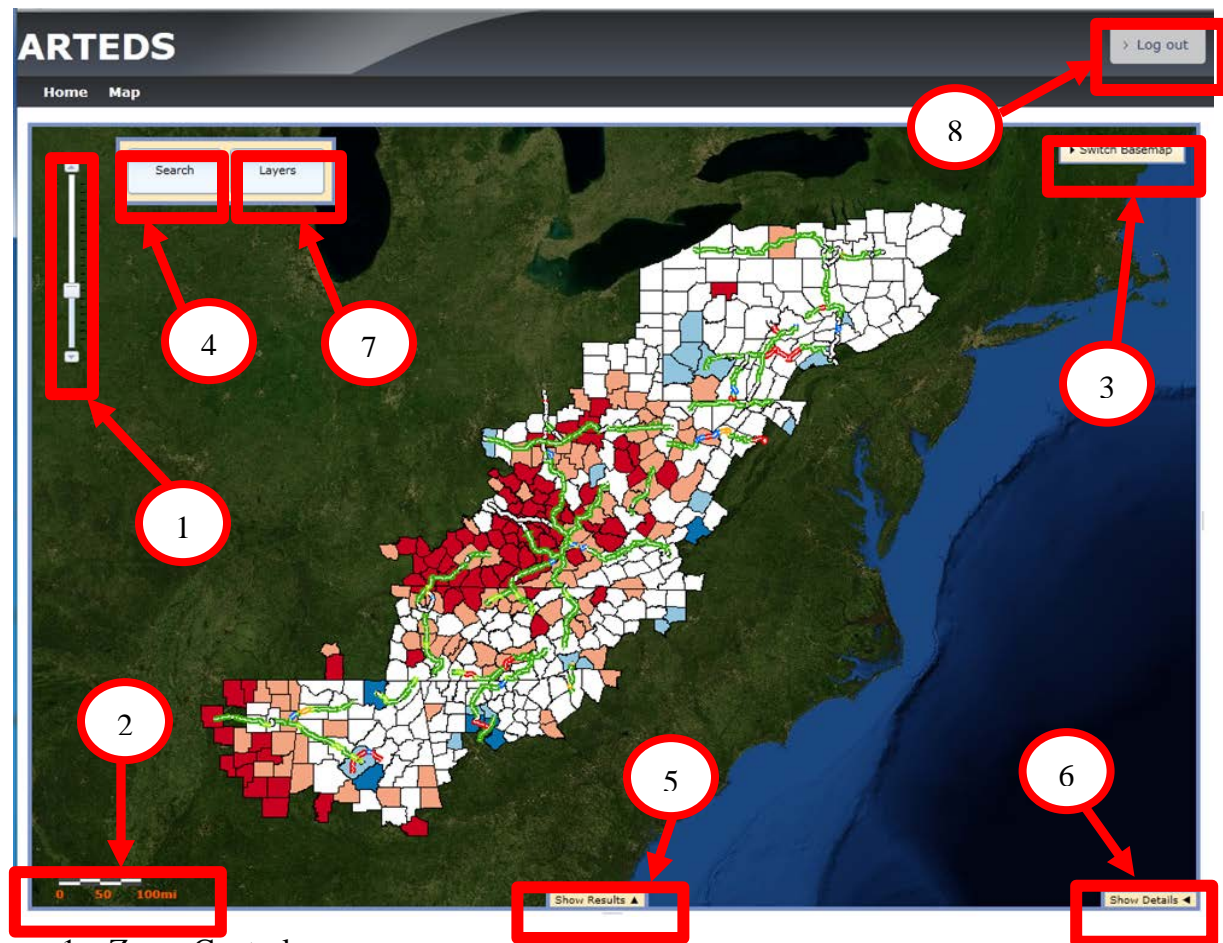 ARTEDS
> Log out
Home Map
8
Search Layers
Switch Basemap
4
7
3
1
2
5
6
0 50 100mi
Show Results ▲
Show Details ◀